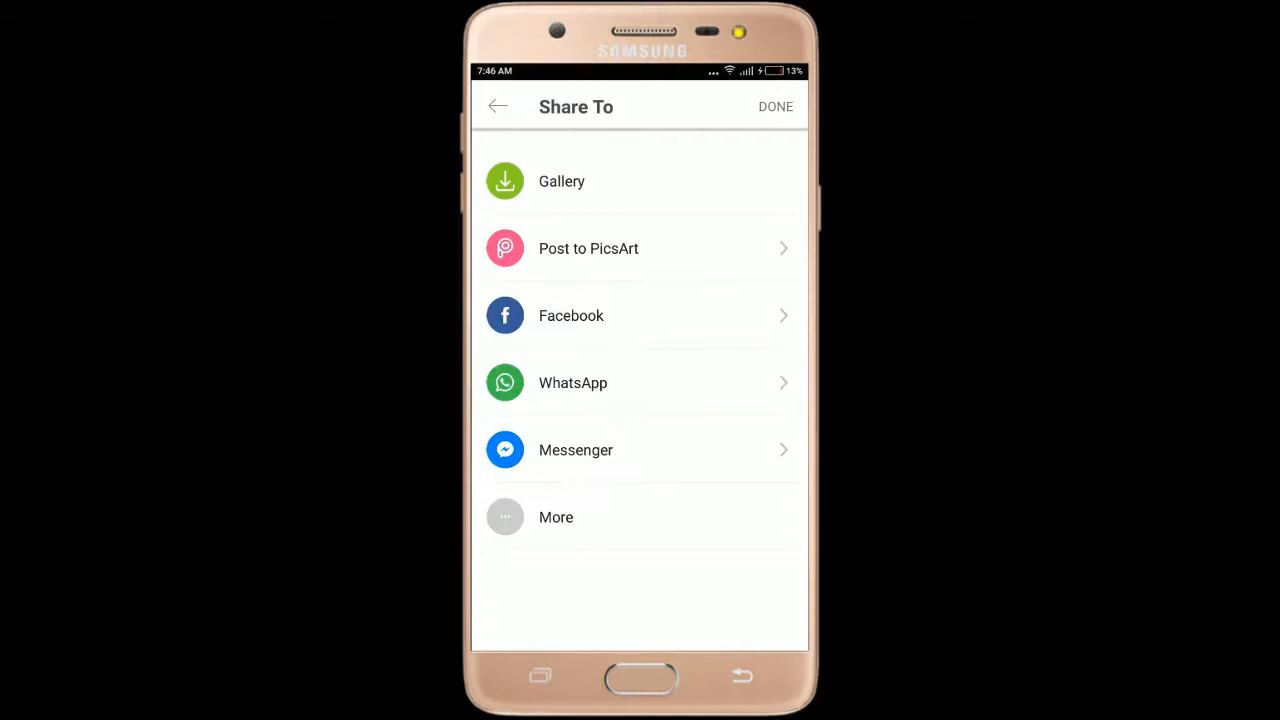 SAMSUNG
7:46 AM 13%
Share To DONE
Gallery
Post to PicsArt
Facebook
WhatsApp
Messenger
More